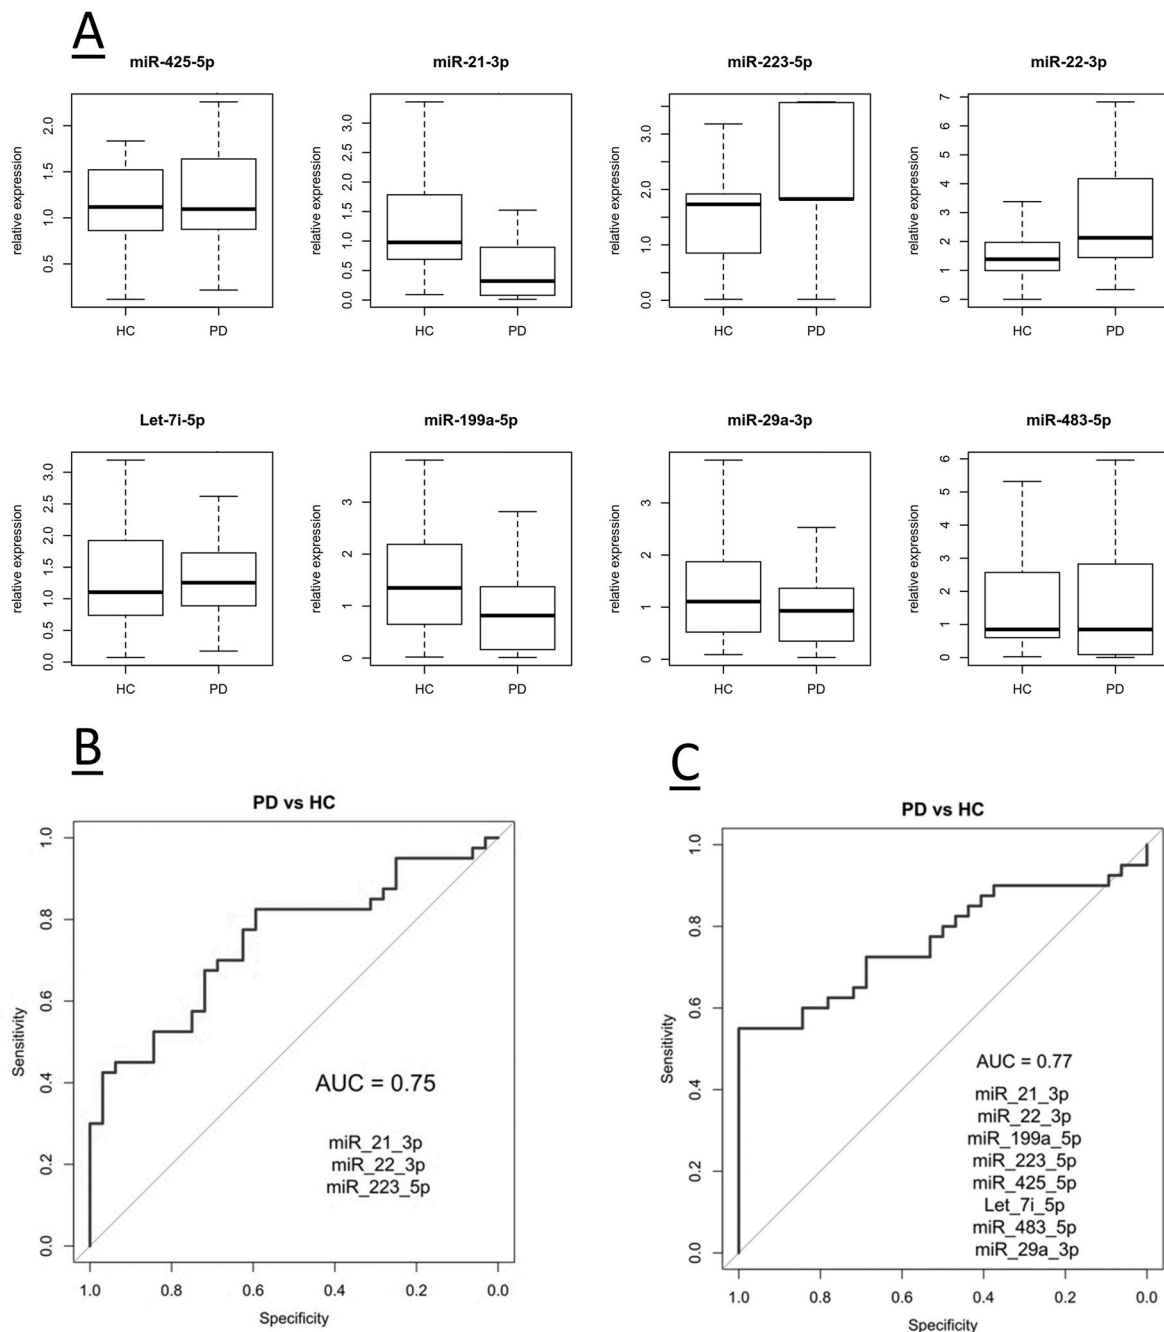 A
miR-425-5p
miR-21-3p
miR-223-5p
miR-22-3p
relative expression
0.5
1.0
1.5
2.0
HC
PD
relative expression
0.0
0.5
1.0
1.5
2.0
2.5
3.0
HC
PD
relative expression
0.0
1.0
2.0
3.0
HC
PD
relative expression
0
1
2
3
4
5
6
7
HC
PD
Let-7i-5p
miR-199a-5p
miR-29a-3p
miR-483-5p
relative expression
0.0
0.5
1.0
1.5
2.0
2.5
3.0
HC
PD
relative expression
0
1
2
3
HC
PD
relative expression
0
1
2
3
HC
PD
relative expression
0
1
2
3
4
5
6
HC
PD
B
PD vs HC
Sensitivity
0.0
0.2
0.4
0.6
0.8
1.0
AUC = 0.75
miR_21_3p
miR_22_3p
miR_223_5p
1.0
0.8
0.6
0.4
0.2
0.0
Specificity
C
PD vs HC
Sensitivity
0.0
0.2
0.4
0.6
0.8
1.0
AUC = 0.77
miR_21_3p
miR_22_3p
miR_199a_5p
miR_223_5p
miR_425_5p
Let_7i_5p
miR_483_5p
miR_29a_3p
1.0
0.8
0.6
0.4
0.2
0.0
Specificity